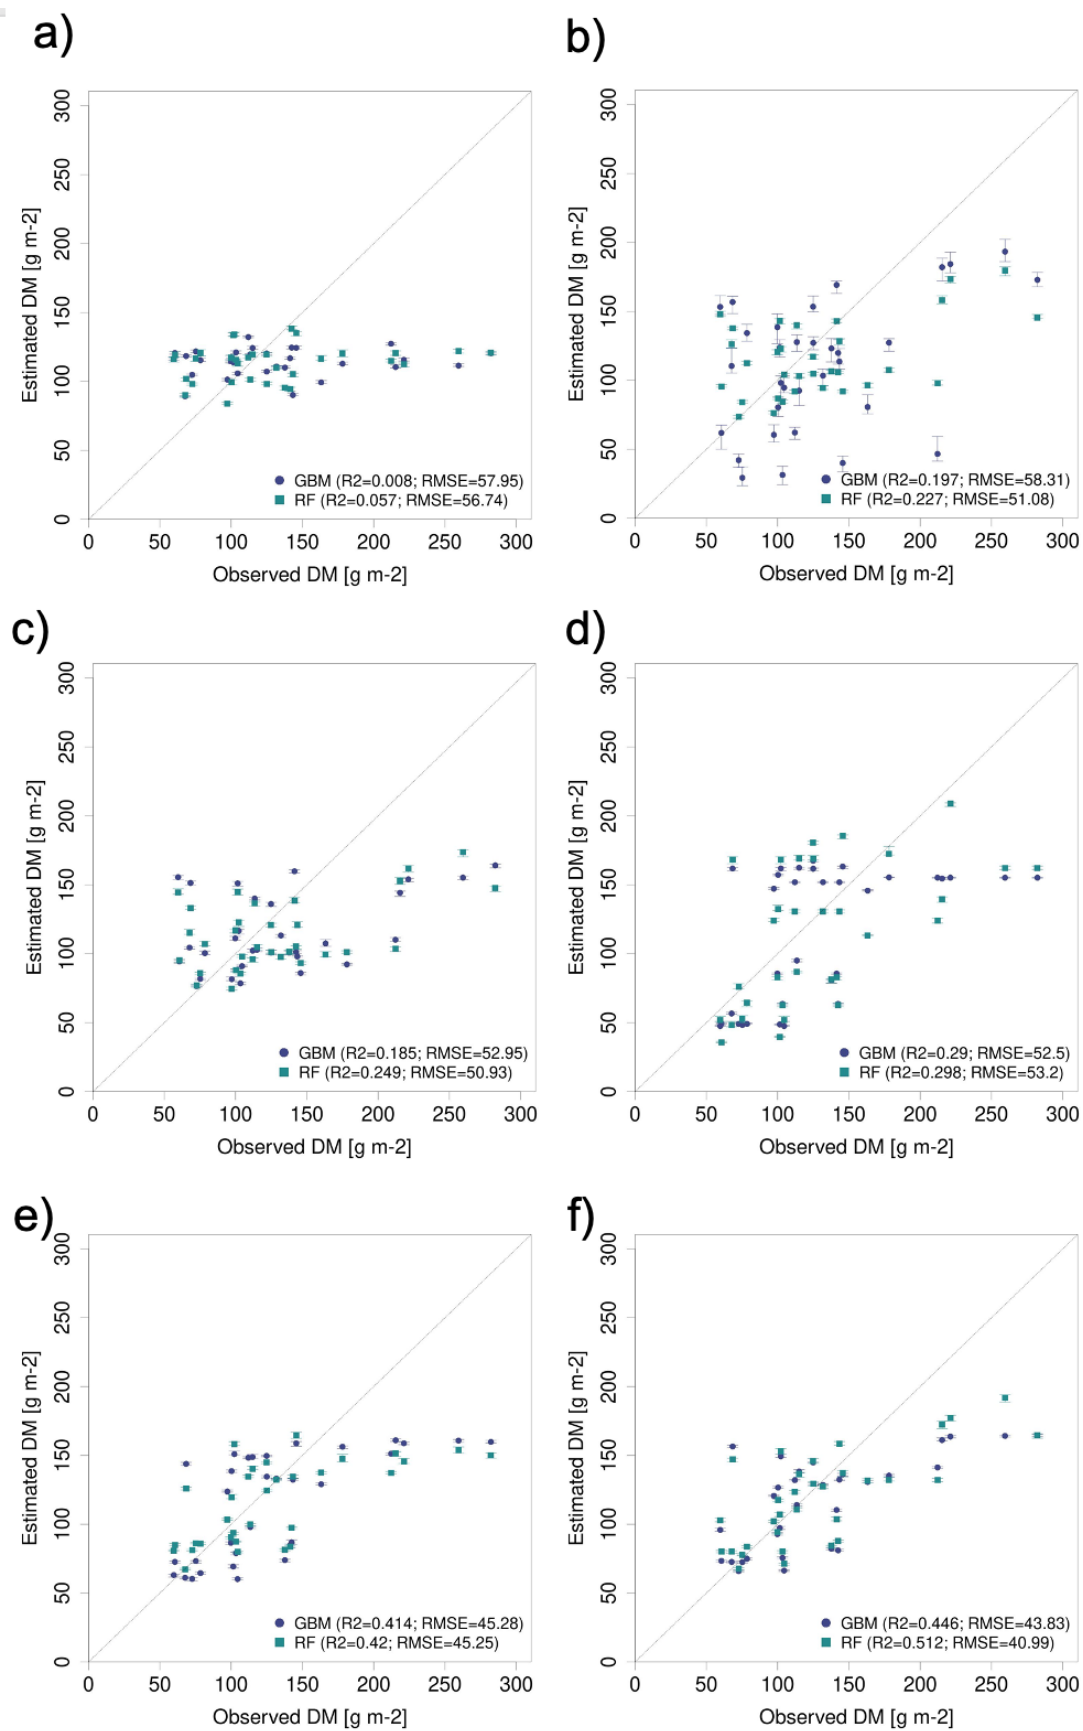 a)
300
250
200
150
100
50
0
Estimated DM [g m-2]
GBM (R2=0.008; RMSE=57.95)
RF (R2=0.057; RMSE=56.74)
0 50 100 150 200 250 300
Observed DM [g m-2]
b)
300
250
200
150
100
50
0
Estimated DM [g m-2]
GBM (R2=0.197; RMSE=58.31)
RF (R2=0.227; RMSE=51.08)
0 50 100 150 200 250 300
Observed DM [g m-2]
c)
300
250
200
150
100
50
0
Estimated DM [g m-2]
GBM (R2=0.185; RMSE=52.95)
RF (R2=0.249; RMSE=50.93)
0 50 100 150 200 250 300
Observed DM [g m-2]
d)
300
250
200
150
100
50
0
Estimated DM [g m-2]
GBM (R2=0.29; RMSE=52.5)
RF (R2=0.298; RMSE=53.2)
0 50 100 150 200 250 300
Observed DM [g m-2]
e)
300
250
200
150
100
50
0
Estimated DM [g m-2]
GBM (R2=0.414; RMSE=45.28)
RF (R2=0.42; RMSE=45.25)
0 50 100 150 200 250 300
Observed DM [g m-2]
f)
300
250
200
150
100
50
0
Estimated DM [g m-2]
GBM (R2=0.446; RMSE=43.83)
RF (R2=0.512; RMSE=40.99)
0 50 100 150 200 250 300
Observed DM [g m-2]